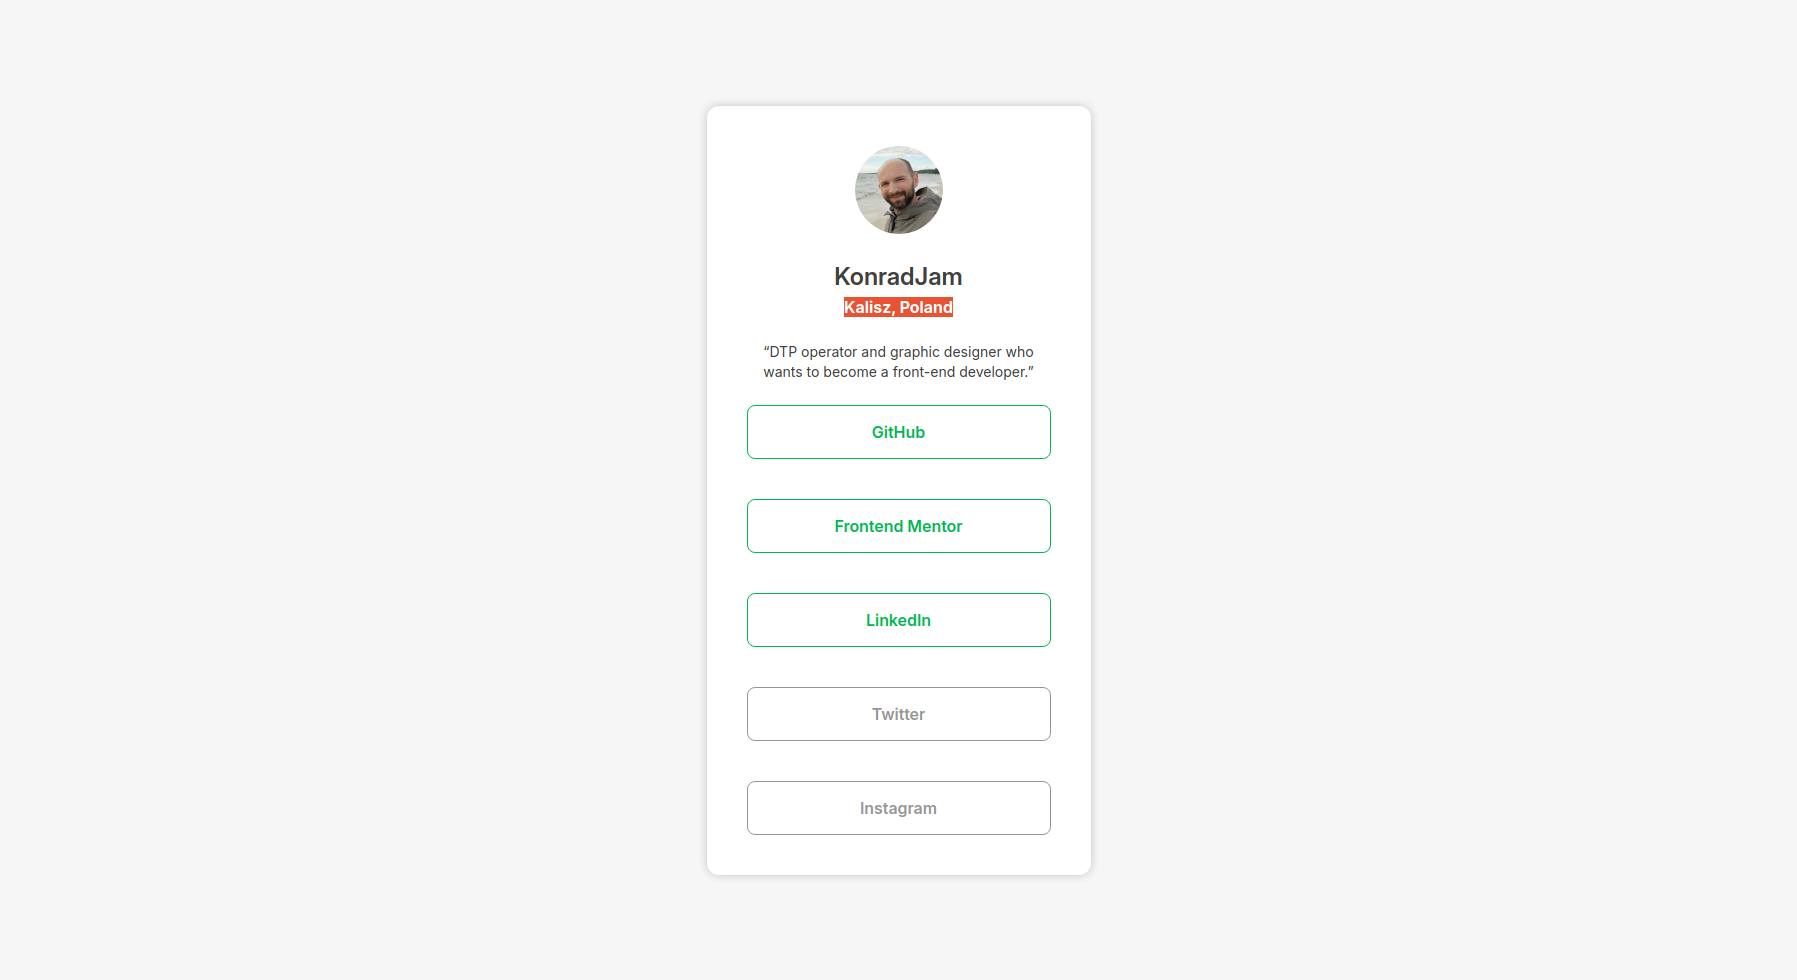 KonradJam
Kalisz, Poland
“DTP operator and graphic designer who
wants to become a front-end developer.”
GitHub
Frontend Mentor
LinkedIn
Twitter
Instagram